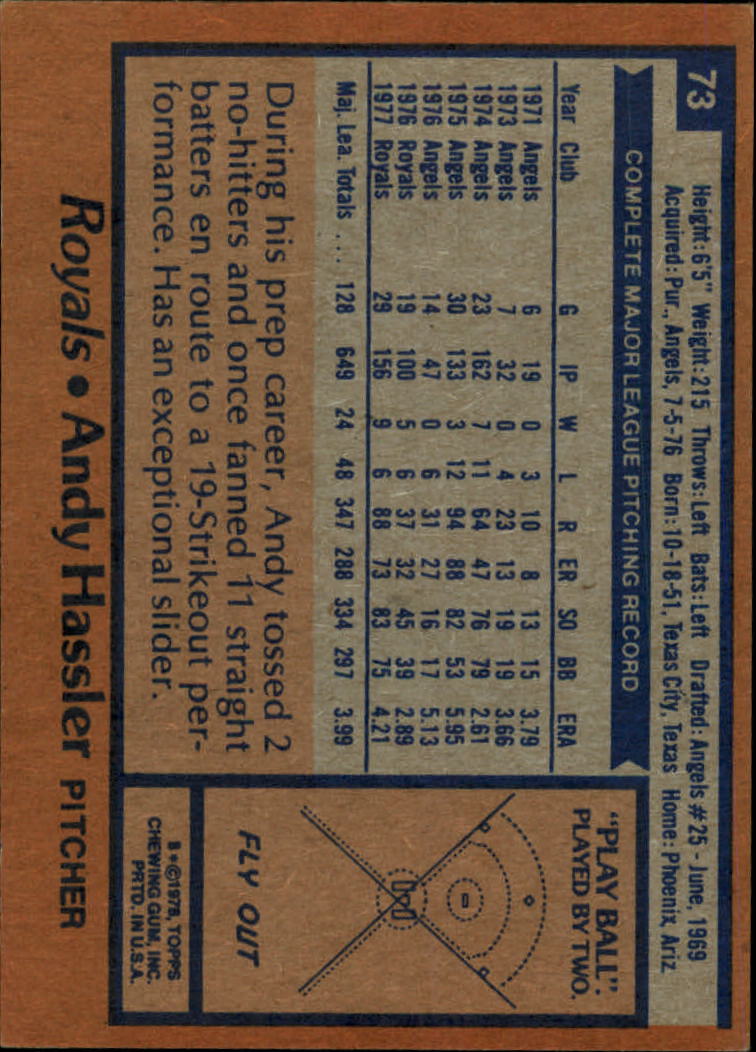 73
Height: 6'5" Weight: 215 Throws: Left Bats: Left Drafted: Angels #25 - June, 1969
Acquired: Pur., Angels, 7-5-76 Born: 10-18-51, Texas City, Texas Home: Phoenix, Ariz.
COMPLETE MAJOR LEAGUE PITCHING RECORD
Year Club G IP W L R ER SO BB ERA
1971 Angels 6 19 0 3 10 8 13 15 3.79
1973 Angels 7 32 0 4 23 13 19 19 3.66
1974 Angels 23 162 7 11 64 47 76 79 2.61
1975 Angels 30 133 3 12 94 88 82 53 5.95
1976 Angels 14 47 0 6 31 27 16 17 5.13
1976 Royals 19 100 5 6 37 32 45 39 2.89
1977 Royals 29 156 9 6 88 73 83 75 4.21
Maj. Lea. Totals .... 128 649 24 48 347 288 334 297 3.99
During his prep career, Andy tossed 2
no-hitters and once fanned 11 straight
batters en route to a 19-Strikeout per-
formance. Has an exceptional slider.
"PLAY BALL":
PLAYED BY TWO.
FLY OUT
B*©1978, TOPPS
CHEWING GUM, INC.
PRTD. IN U.S.A.
Royals • Andy Hassler PITCHER